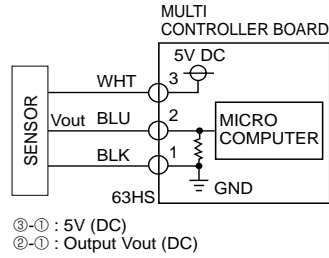 MULTI
CONTROLLER BOARD
5V DC
SENSOR
WHT 3
Vout BLU 2
MICRO
COMPUTER
BLK 1
GND
63HS
③-① : 5V (DC)
②-① : Output Vout (DC)